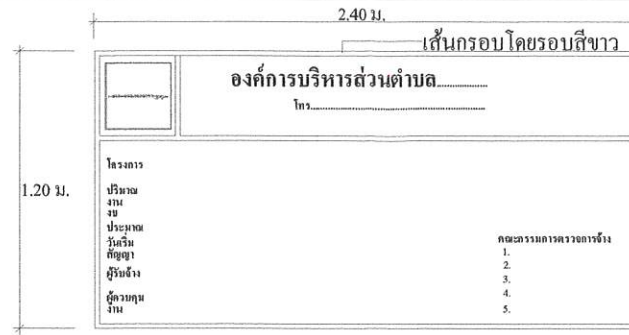 2.40 ม.
เส้นกรอบโดยรอบสีขาว
องค์การบริหารส่วนตำบล...............
โทร............................................................
1.20 ม.
โครงการ
ปริมาณ
งาน
งบ
ประมาณ
วันเริ่ม
สัญญา
ผู้รับจ้าง
ผู้ควบคุม
งาน
คณะกรรมการตรวจการจ้าง
1.
2.
3.
4.
5.